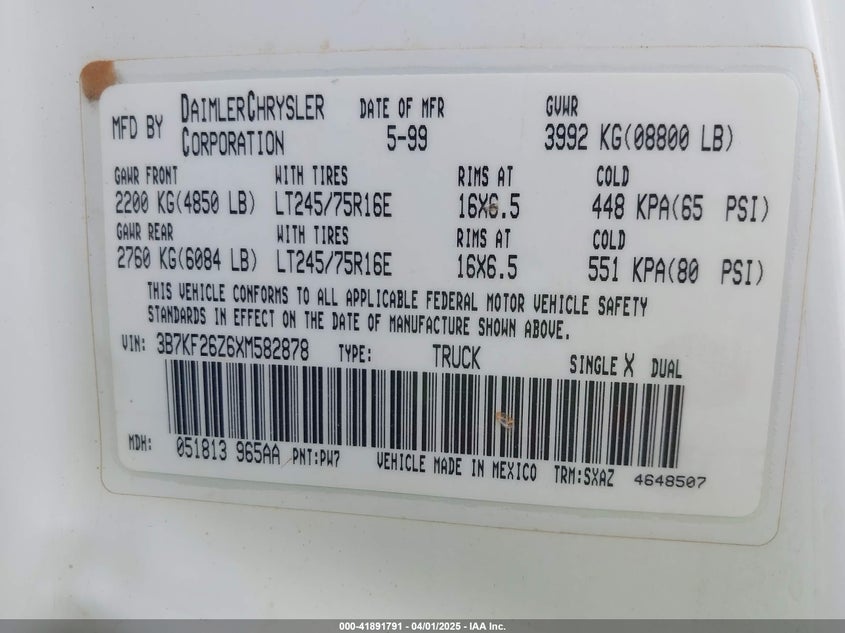 MFD BY DAIMLERCHRYSLER CORPORATION DATE OF MFR 5-99 GVWR 3992 KG(08800 LB)
GAWR FRONT WITH TIRES RIMS AT COLD
2200 KG(4850 LB) LT245/75R16E 16X6.5 448 KPA(65 PSI)
GAWR REAR WITH TIRES RIMS AT COLD
2760 KG(6084 LB) LT245/75R16E 16X6.5 551 KPA(80 PSI)
THIS VEHICLE CONFORMS TO ALL APPLICABLE FEDERAL MOTOR VEHICLE SAFETY
STANDARDS IN EFFECT ON THE DATE OF MANUFACTURE SHOWN ABOVE.
VIN: 3B7KF26Z6XM582878 TYPE: TRUCK SINGLE X DUAL
MDH: 051813 965AA PNT:PW7 VEHICLE MADE IN MEXICO TRM:SXAZ 4648507
000-41891791 - 04/01/2025 - IAA Inc.